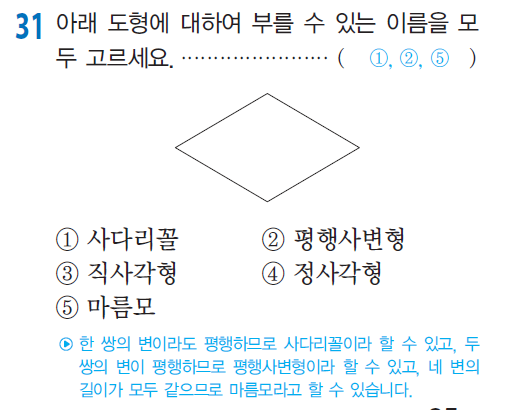 31 아래 도형에 대하여 부를 수 있는 이름을 모
두 고르세요. ······················· ( ①, ②, ⑤ )
① 사다리꼴 ② 평행사변형
③ 직사각형 ④ 정사각형
⑤ 마름모
한 쌍의 변이라도 평행하므로 사다리꼴이라 할 수 있고, 두
쌍의 변이 평행하므로 평행사변형이라 할 수 있고, 네 변의
길이가 모두 같으므로 마름모라고 할 수 있습니다.